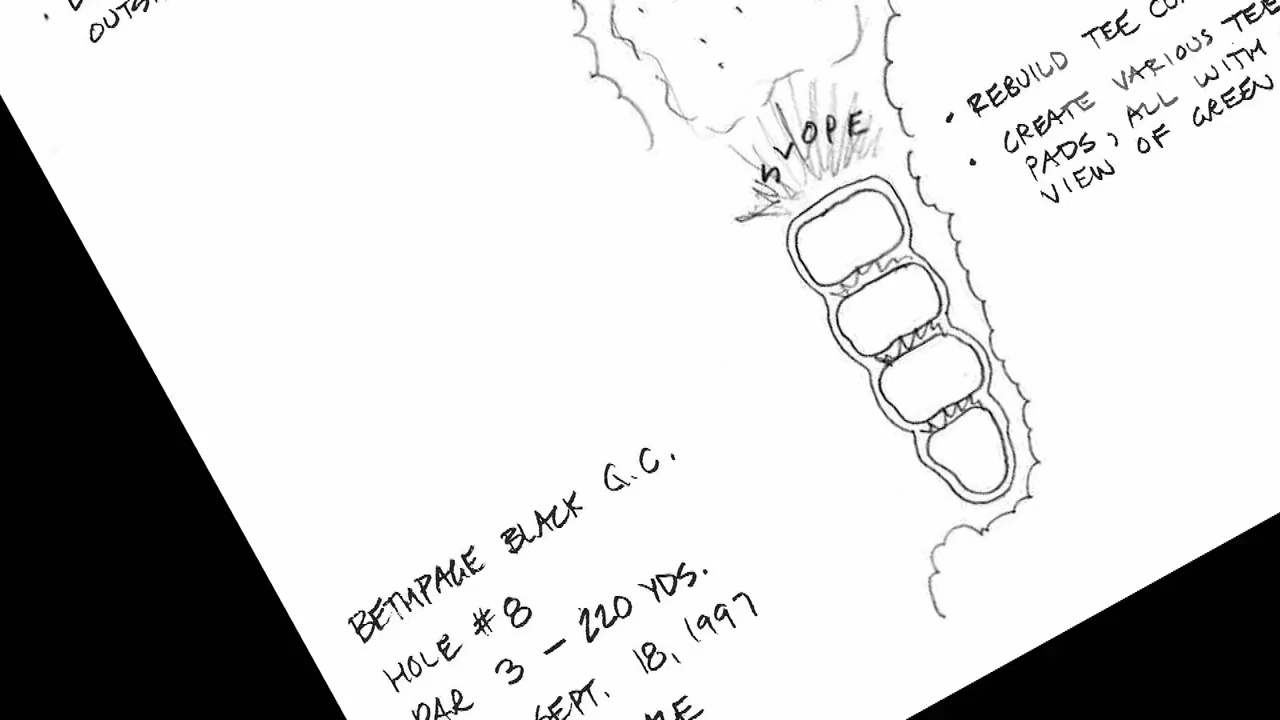 • REBUILD TEE
• CREATE VARIOUS TEE
PADS, ALL WITH
VIEW OF GREEN
SLOPE
BETHPAGE BLACK G.C.
HOLE #8
PAR 3 – 220 YDS.
SEPT. 18, 1997